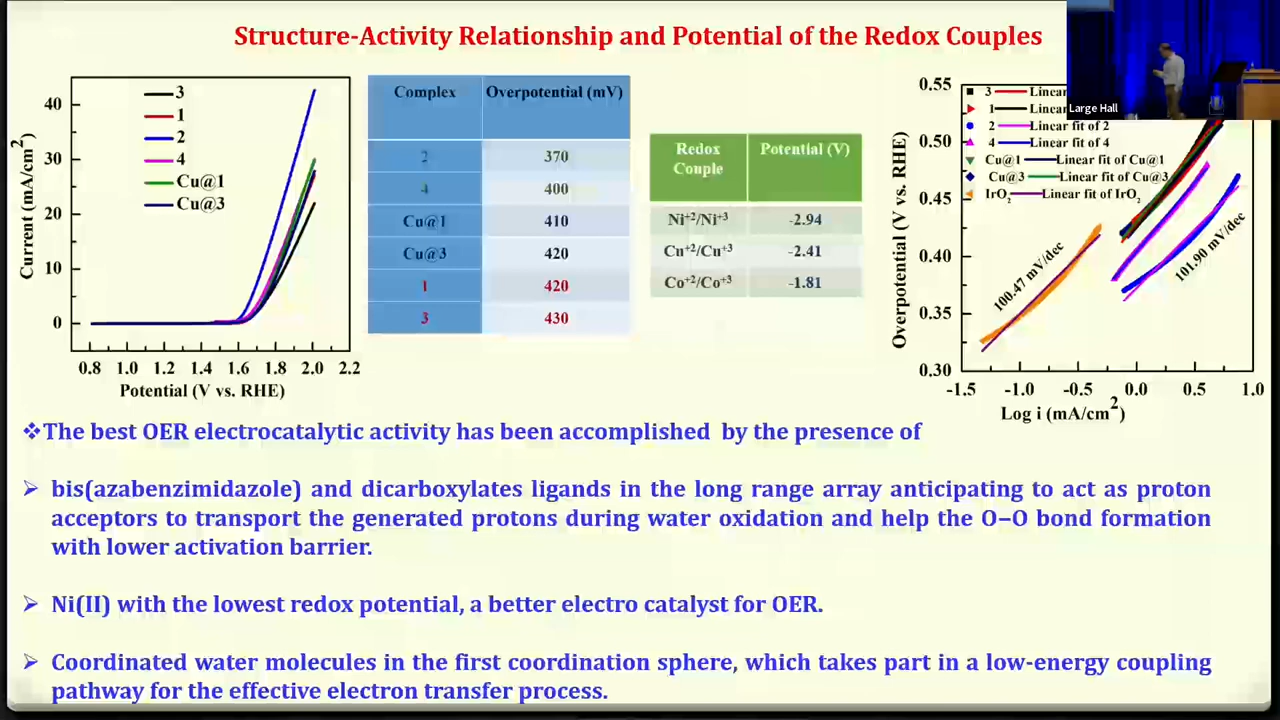 Structure-Activity Relationship and Potential of the Redox Couples
Large Hall
40
30
20
10
0
Current (mA/cm²)
3
1
2
4
Cu@1
Cu@3
0.8 1.0 1.2 1.4 1.6 1.8 2.0 2.2
Potential (V vs. RHE)
Complex Overpotential (mV)
2 370
4 400
Cu@1 410
Cu@3 420
1 420
3 430
Redox Couple Potential (V)
Ni⁺²/Ni⁺³ -2.94
Cu⁺²/Cu⁺³ -2.41
Co⁺²/Co⁺³ -1.81
0.55
0.50
0.45
0.40
0.35
0.30
Overpotential (V vs. RHE)
3 Linear
1 Linear
2 Linear fit of 2
4 Linear fit of 4
Cu@1 Linear fit of Cu@1
Cu@3 Linear fit of Cu@3
IrO₂ Linear fit of IrO₂
100.47 mV/dec
101.90 mV/dec
-1.5 -1.0 -0.5 0.0 0.5 1.0
Log i (mA/cm²)
❖The best OER electrocatalytic activity has been accomplished by the presence of
➢ bis(azabenzimidazole) and dicarboxylates ligands in the long range array anticipating to act as proton
acceptors to transport the generated protons during water oxidation and help the O–O bond formation
with lower activation barrier.
➢ Ni(II) with the lowest redox potential, a better electro catalyst for OER.
➢ Coordinated water molecules in the first coordination sphere, which takes part in a low-energy coupling
pathway for the effective electron transfer process.